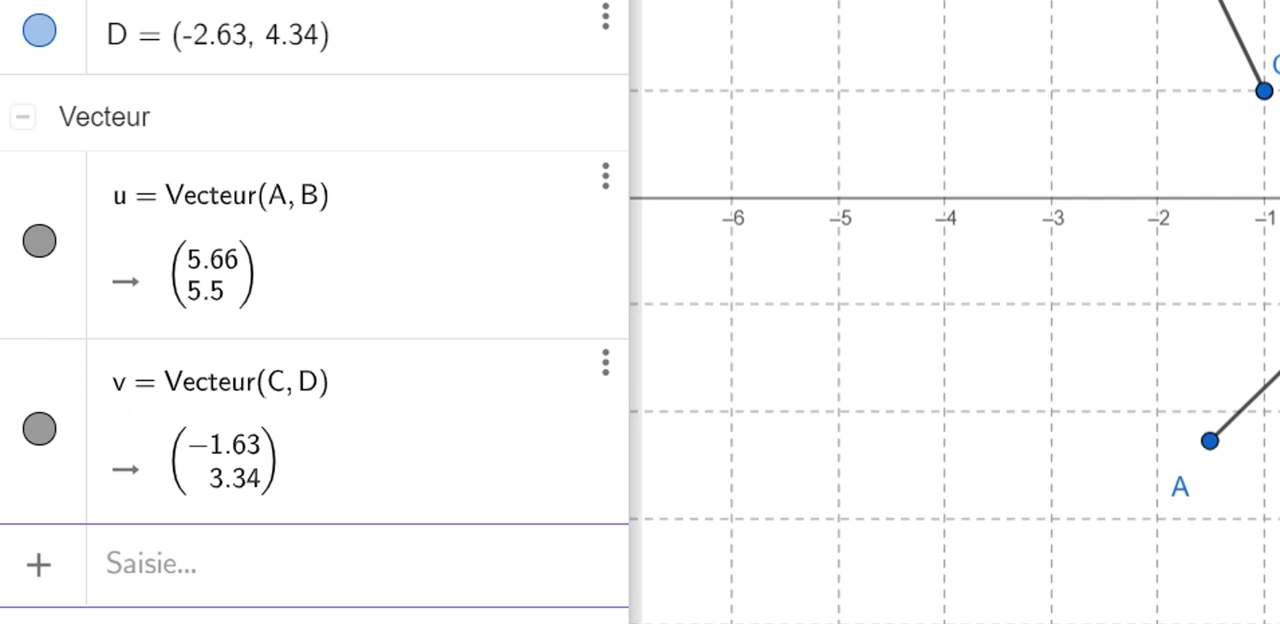 D = (-2.63, 4.34)
Vecteur
u = Vecteur(A, B)
→ (5.66
5.5)
v = Vecteur(C, D)
→ (−1.63
3.34)
+ Saisie...
–6 –5 –4 –3 –2 –1
A